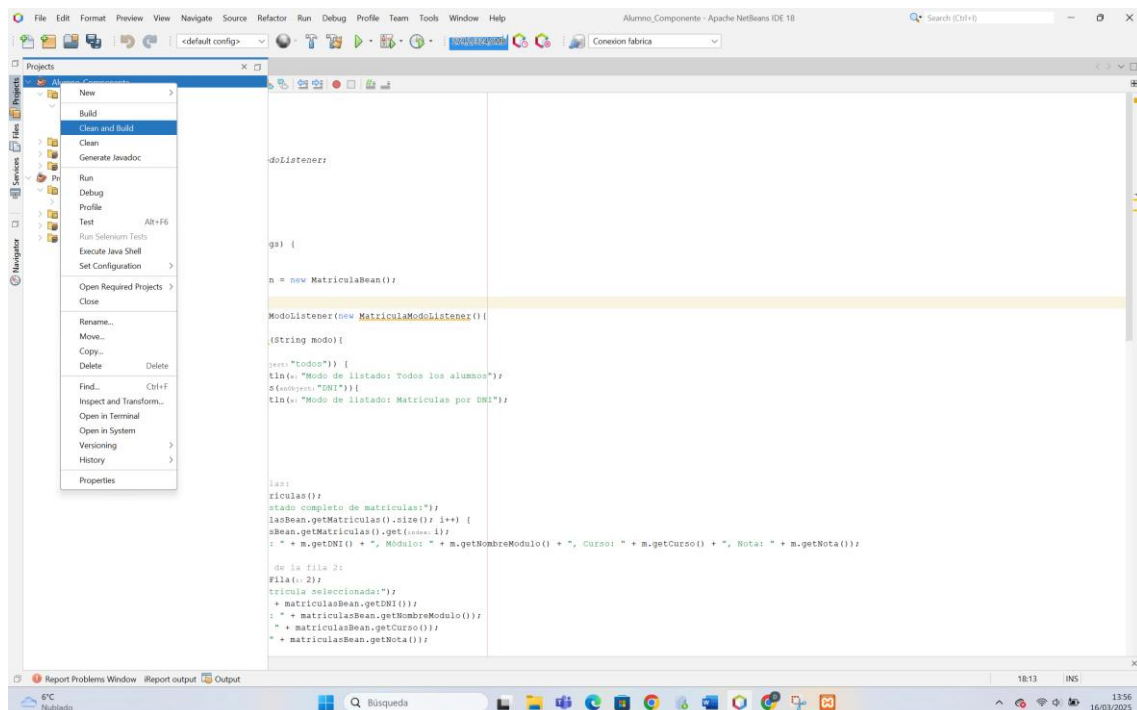 File Edit Format Preview View Navigate Source Refactor Run Debug Profile Team Tools Window Help
Alumno_Componente - Apache NetBeans IDE 18
Search (Ctrl+I)
<default config>
Conexion fabrica
Projects
Projects
Files
Services
Navigator
Alumno_Componente
New
Build
Clean and Build
Clean
Generate Javadoc
Run
Debug
Profile
Test Alt+F6
Run Selenium Tests
Execute Java Shell
Set Configuration
Open Required Projects
Close
Rename...
Move...
Copy...
Delete Delete
Find... Ctrl+F
Inspect and Transform...
Open in Terminal
Open in System
Versioning
History
Properties
Pr
doListener;
gs) {
n = new MatriculaBean();
ModoListener(new MatriculaModoListener(){
(String modo){
"todos")) {
tln("Modo de listado: Todos los alumnos");
s(anObject: "DNI")){
tln("Modo de listado: Matriculas por DNI");
las:
riculas();
stado completo de matriculas:");
lasBean.getMatriculas().size(); i++) {
sBean.getMatriculas().get(index: i);
: " + m.getDNI() + ", Módulo: " + m.getNombreModulo() + ", Curso: " + m.getCurso() + ", Nota: " + m.getNota());
de la fila 2:
Fila(i: 2);
trícula seleccionada:");
+ matriculasBean.getDNI());
: " + matriculasBean.getNombreModulo());
" + matriculasBean.getCurso());
" + matriculasBean.getNota());
Report Problems Window iReport output Output
18:13 INS
6°C
Nublado
Búsqueda
13:56
16/03/2025